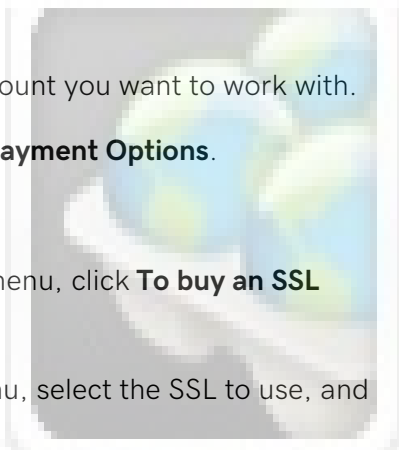 ount you want to work with.
ayment Options.
nenu, click To buy an SSL
u, select the SSL to use, and